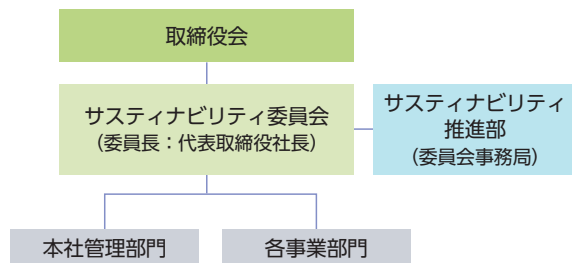 取締役会
サスティナビリティ委員会
（委員長：代表取締役社長）
サスティナビリティ
推進部
（委員会事務局）
本社管理部門
各事業部門